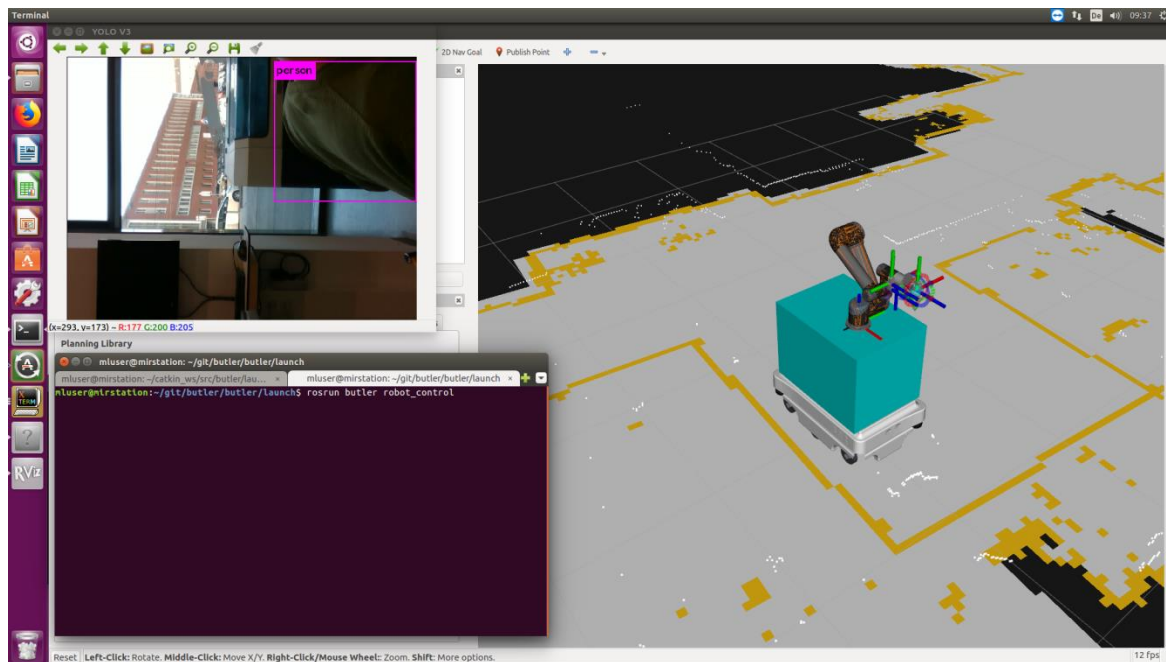 Terminal
De
09:37
YOLO V3
2D Nav Goal
Publish Point
person
(x=293, y=173) ~ R:177 G:200 B:205
Planning Library
mluser@mirstation: ~/git/butler/butler/launch
mluser@mirstation: ~/catkin_ws/src/butler/lau...
mluser@mirstation: ~/git/butler/butler/launch
mluser@mirstation:~/git/butler/butler/launch$ rosrun butler robot_control
TERM
RViz
Reset
Left-Click: Rotate. Middle-Click: Move X/Y. Right-Click/Mouse Wheel:: Zoom. Shift: More options.
12 fps